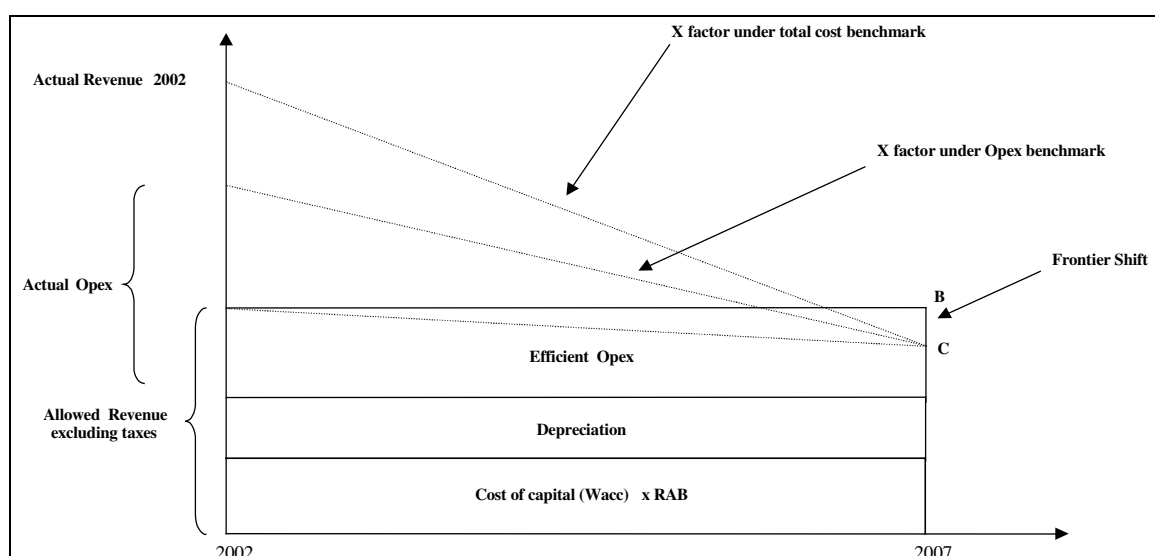 X factor under total cost benchmark
Actual Revenue 2002
X factor under Opex benchmark
Frontier Shift
Actual Opex
B
C
Efficient Opex
Allowed Revenue
excluding taxes
Depreciation
Cost of capital (Wacc) x RAB
2002
2007